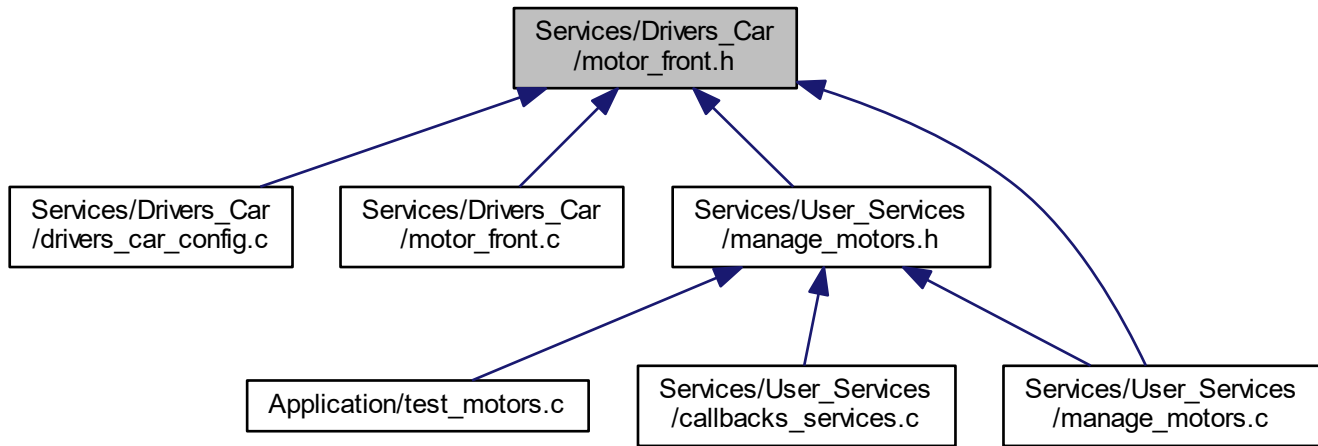 Services/Drivers_Car
/motor_front.h
Services/Drivers_Car
/drivers_car_config.c
Services/Drivers_Car
/motor_front.c
Services/User_Services
/manage_motors.h
Application/test_motors.c
Services/User_Services
/callbacks_services.c
Services/User_Services
/manage_motors.c